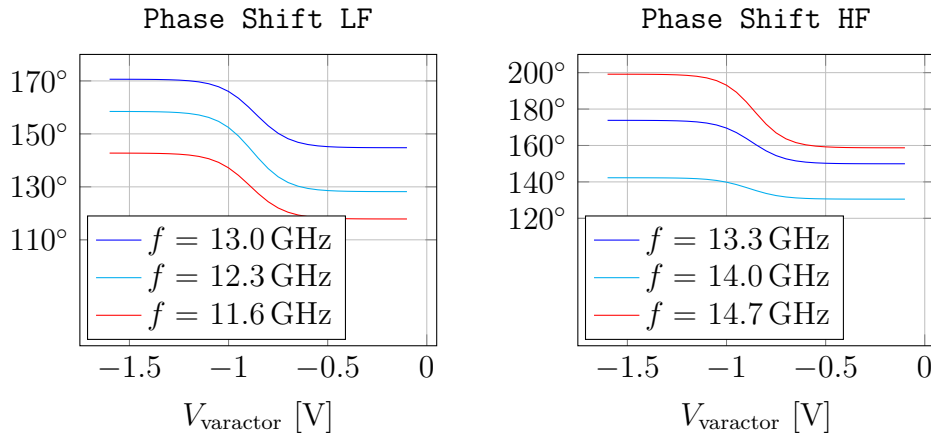 Phase Shift LF
170°
150°
130°
110°
f = 13.0 GHz
f = 12.3 GHz
f = 11.6 GHz
−1.5 −1 −0.5 0
V_varactor [V]
Phase Shift HF
200°
180°
160°
140°
120°
f = 13.3 GHz
f = 14.0 GHz
f = 14.7 GHz
−1.5 −1 −0.5 0
V_varactor [V]